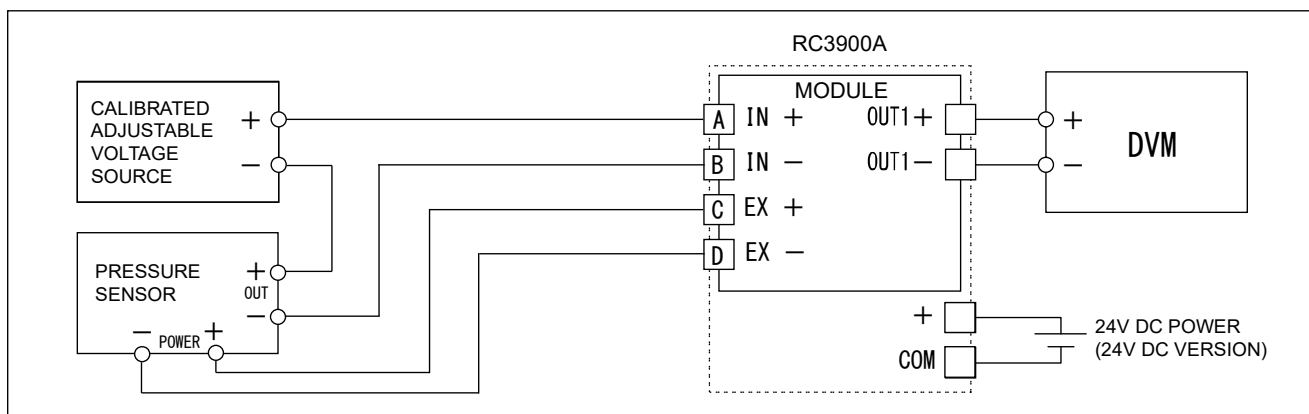 RC3900A
CALIBRATED
ADJUSTABLE
VOLTAGE
SOURCE
+
−
PRESSURE
SENSOR
+
OUT
−
− POWER +
MODULE
A IN + OUT1+
B IN − OUT1−
C EX +
D EX −
+
−
DVM
+
COM
24V DC POWER
(24V DC VERSION)